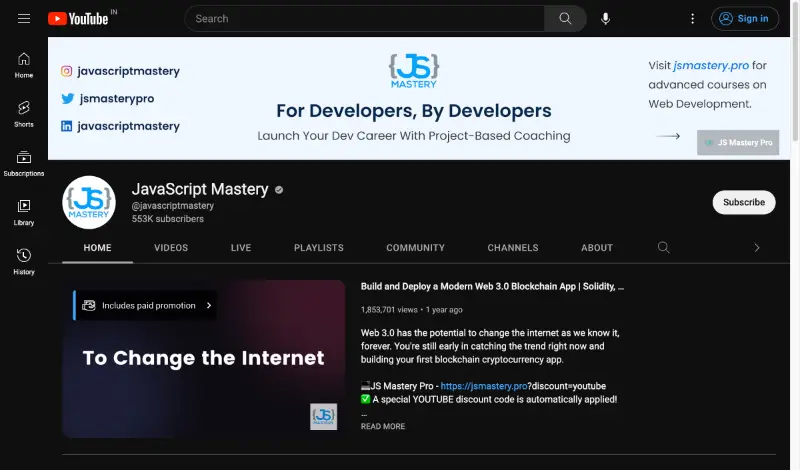 YouTube IN
Search
Sign in
Home
Shorts
Subscriptions
Library
History
javascriptmastery
jsmasterypro
javascriptmastery
{JS}
MASTERY
For Developers, By Developers
Launch Your Dev Career With Project-Based Coaching
Visit jsmastery.pro for
advanced courses on
Web Development.
JS Mastery Pro
{JS}
MASTERY
JavaScript Mastery
@javascriptmastery
553K subscribers
Subscribe
HOME VIDEOS LIVE PLAYLISTS COMMUNITY CHANNELS ABOUT
Includes paid promotion
To Change the Internet
{JS}
MASTERY
Build and Deploy a Modern Web 3.0 Blockchain App | Solidity, ...
1,853,701 views • 1 year ago
Web 3.0 has the potential to change the internet as we know it,
forever. You're still early in catching the trend right now and
building your first blockchain cryptocurrency app.
💻JS Mastery Pro - https://jsmastery.pro?discount=youtube
✅ A special YOUTUBE discount code is automatically applied!
...
READ MORE